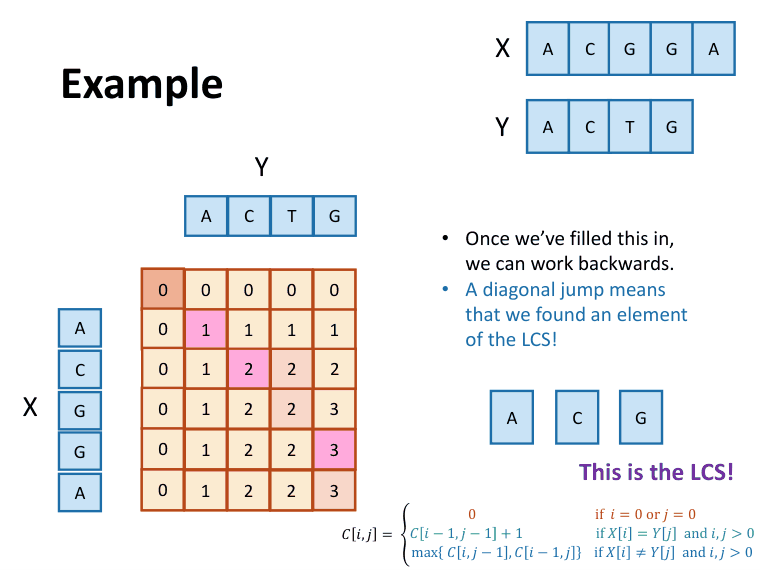 X A C G G A
Example
Y A C T G
Y
A C T G
• Once we’ve filled this in,
we can work backwards.
• A diagonal jump means
that we found an element
of the LCS!
0 0 0 0 0
A 0 1 1 1 1
C 0 1 2 2 2
X G 0 1 2 2 3
G 0 1 2 2 3
A 0 1 2 2 3
A C G
This is the LCS!
0 if i = 0 or j = 0
C[i, j] = { C[i − 1, j − 1] + 1 if X[i] = Y[j] and i, j > 0
max{ C[i, j − 1], C[i − 1, j]} if X[i] ≠ Y[j] and i, j > 0